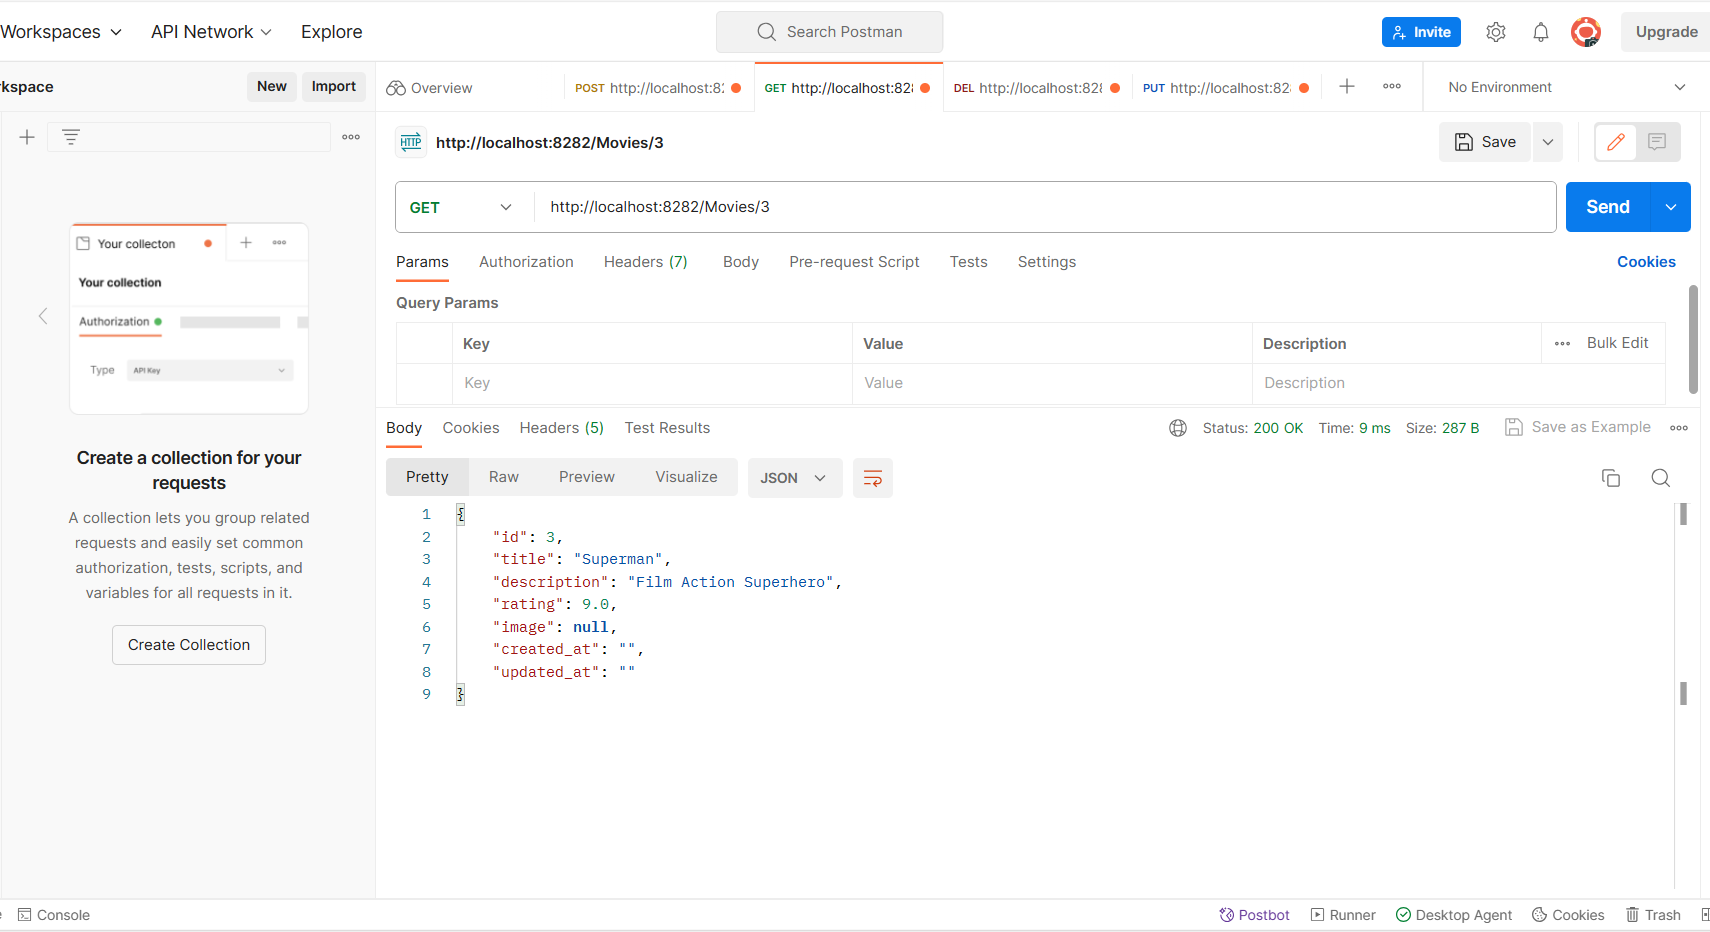 Workspaces API Network Explore Search Postman Invite Upgrade
kspace New Import Overview POST http://localhost:82 GET http://localhost:828 DEL http://localhost:828 PUT http://localhost:82 No Environment
HTTP http://localhost:8282/Movies/3 Save
GET http://localhost:8282/Movies/3 Send
Params Authorization Headers (7) Body Pre-request Script Tests Settings Cookies
Query Params
Key Value Description Bulk Edit
Key Value Description
Your collecton
Your collection
Authorization
Type API Key
Create a collection for your
requests
A collection lets you group related
requests and easily set common
authorization, tests, scripts, and
variables for all requests in it.
Create Collection
Body Cookies Headers (5) Test Results Status: 200 OK Time: 9 ms Size: 287 B Save as Example
Pretty Raw Preview Visualize JSON
1 {
2 "id": 3,
3 "title": "Superman",
4 "description": "Film Action Superhero",
5 "rating": 9.0,
6 "image": null,
7 "created_at": "",
8 "updated_at": ""
9 }
Console Postbot Runner Desktop Agent Cookies Trash